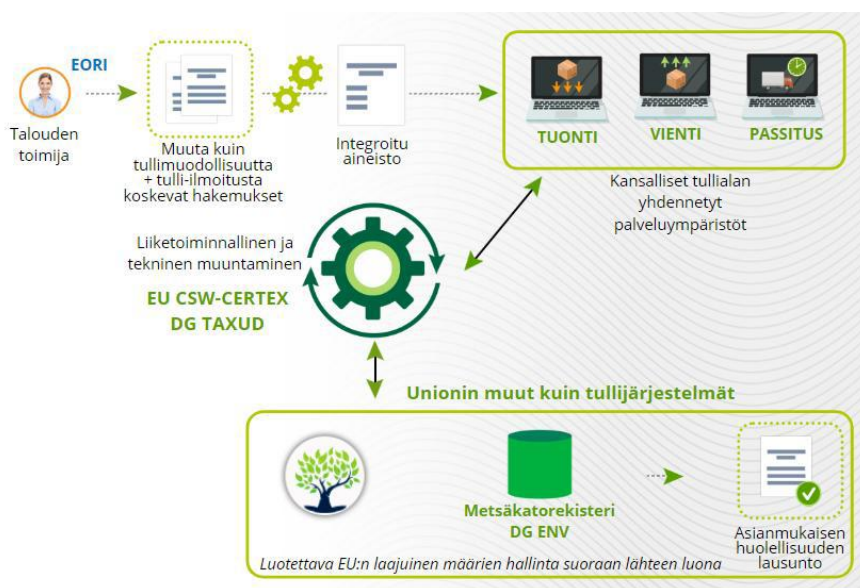 EORI
Talouden
toimija
Muuta kuin
tullimuodollisuutta
+ tulli-ilmoitusta
koskevat hakemukset
Integroitu
aineisto
TUONTI
VIENTI
PASSITUS
Kansalliset tullialan
yhdennetyt
palveluympäristöt
Liiketoiminnallinen ja
tekninen muuntaminen
EU CSW-CERTEX
DG TAXUD
Unionin muut kuin tullijärjestelmät
Metsäkatorekisteri
DG ENV
Asianmukaisen
huolellisuuden
lausunto
Luotettava EU:n laajuinen määrien hallinta suoraan lähteen luona